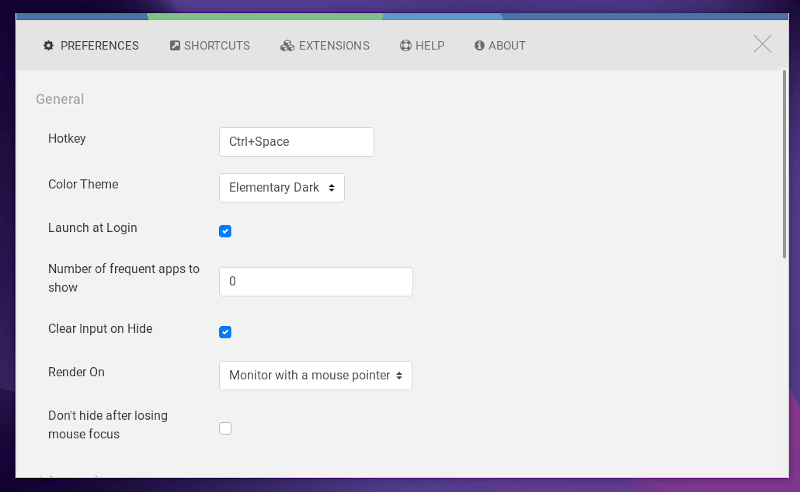 PREFERENCES
SHORTCUTS
EXTENSIONS
HELP
ABOUT
General
Hotkey
Ctrl+Space
Color Theme
Elementary Dark
Launch at Login
Number of frequent apps to
show
0
Clear Input on Hide
Render On
Monitor with a mouse pointer
Don't hide after losing
mouse focus